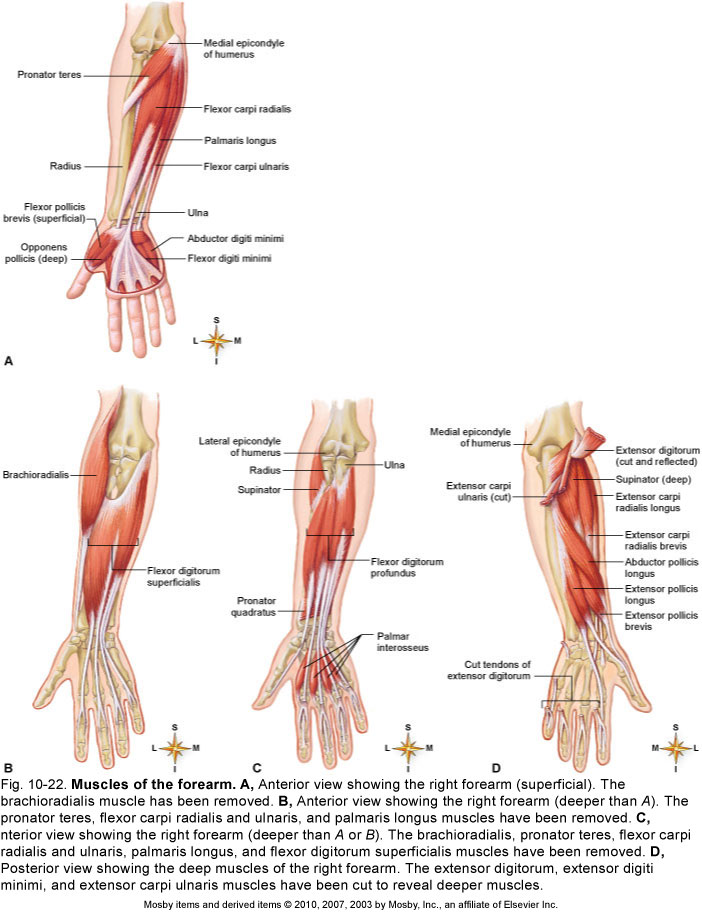 Medial epicondyle
of humerus
Pronator teres
Flexor carpi radialis
Palmaris longus
Radius
Flexor carpi ulnaris
Flexor pollicis
brevis (superficial)
Ulna
Opponens
pollicis (deep)
Abductor digiti minimi
Flexor digiti minimi
S
L
M
I
A
Brachioradialis
Flexor digitorum
superficialis
S
L
M
I
B
Lateral epicondyle
of humerus
Radius
Ulna
Supinator
Flexor digitorum
profundus
Pronator
quadratus
Palmar
interosseus
S
L
M
I
C
Medial epicondyle
of humerus
Extensor digitorum
(cut and reflected)
Extensor carpi
ulnaris (cut)
Supinator (deep)
Extensor carpi
radialis longus
Extensor carpi
radialis brevis
Abductor pollicis
longus
Extensor pollicis
longus
Extensor pollicis
brevis
Cut tendons of
extensor digitorum
S
L
M
I
D
Fig. 10-22. Muscles of the forearm. A, Anterior view showing the right forearm (superficial). The
brachioradialis muscle has been removed. B, Anterior view showing the right forearm (deeper than A). The
pronator teres, flexor carpi radialis and ulnaris, and palmaris longus muscles have been removed. C,
nterior view showing the right forearm (deeper than A or B). The brachioradialis, pronator teres, flexor carpi
radialis and ulnaris, palmaris longus, and flexor digitorum superficialis muscles have been removed. D,
Posterior view showing the deep muscles of the right forearm. The extensor digitorum, extensor digiti
minimi, and extensor carpi ulnaris muscles have been cut to reveal deeper muscles.
Mosby items and derived items © 2010, 2007, 2003 by Mosby, Inc., an affiliate of Elsevier Inc.